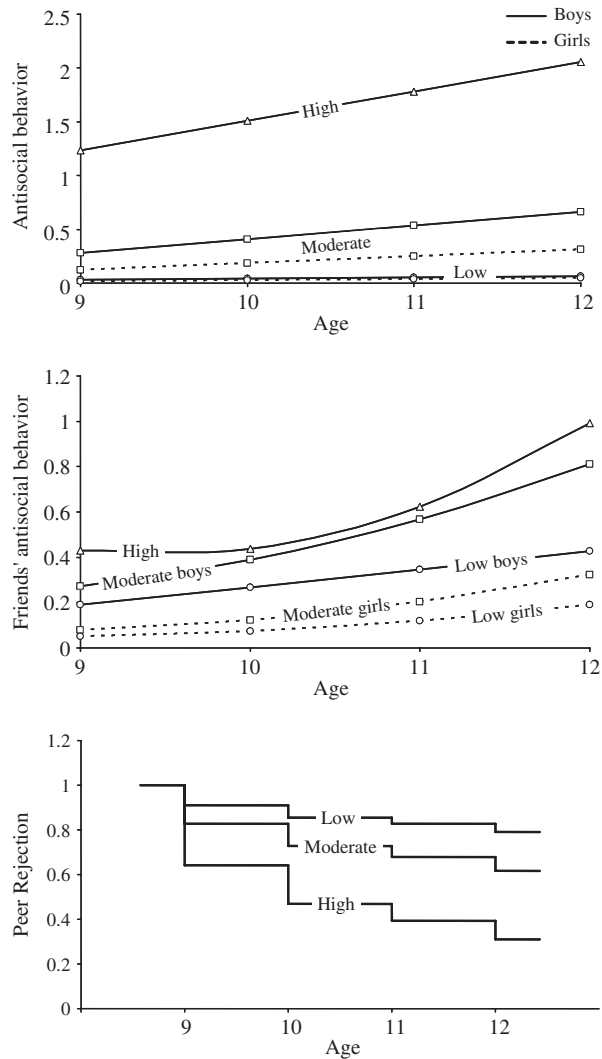 2.5
Boys
Girls
2
1.5
1
0.5
0
High
Moderate
Low
Antisocial behavior
9 10 11 12
Age
1.2
1
0.8
0.6
0.4
0.2
0
High
Moderate boys
Low boys
Moderate girls
Low girls
Friends' antisocial behavior
9 10 11 12
Age
1.2
1
0.8
0.6
0.4
0.2
0
Low
Moderate
High
Peer Rejection
9 10 11 12
Age